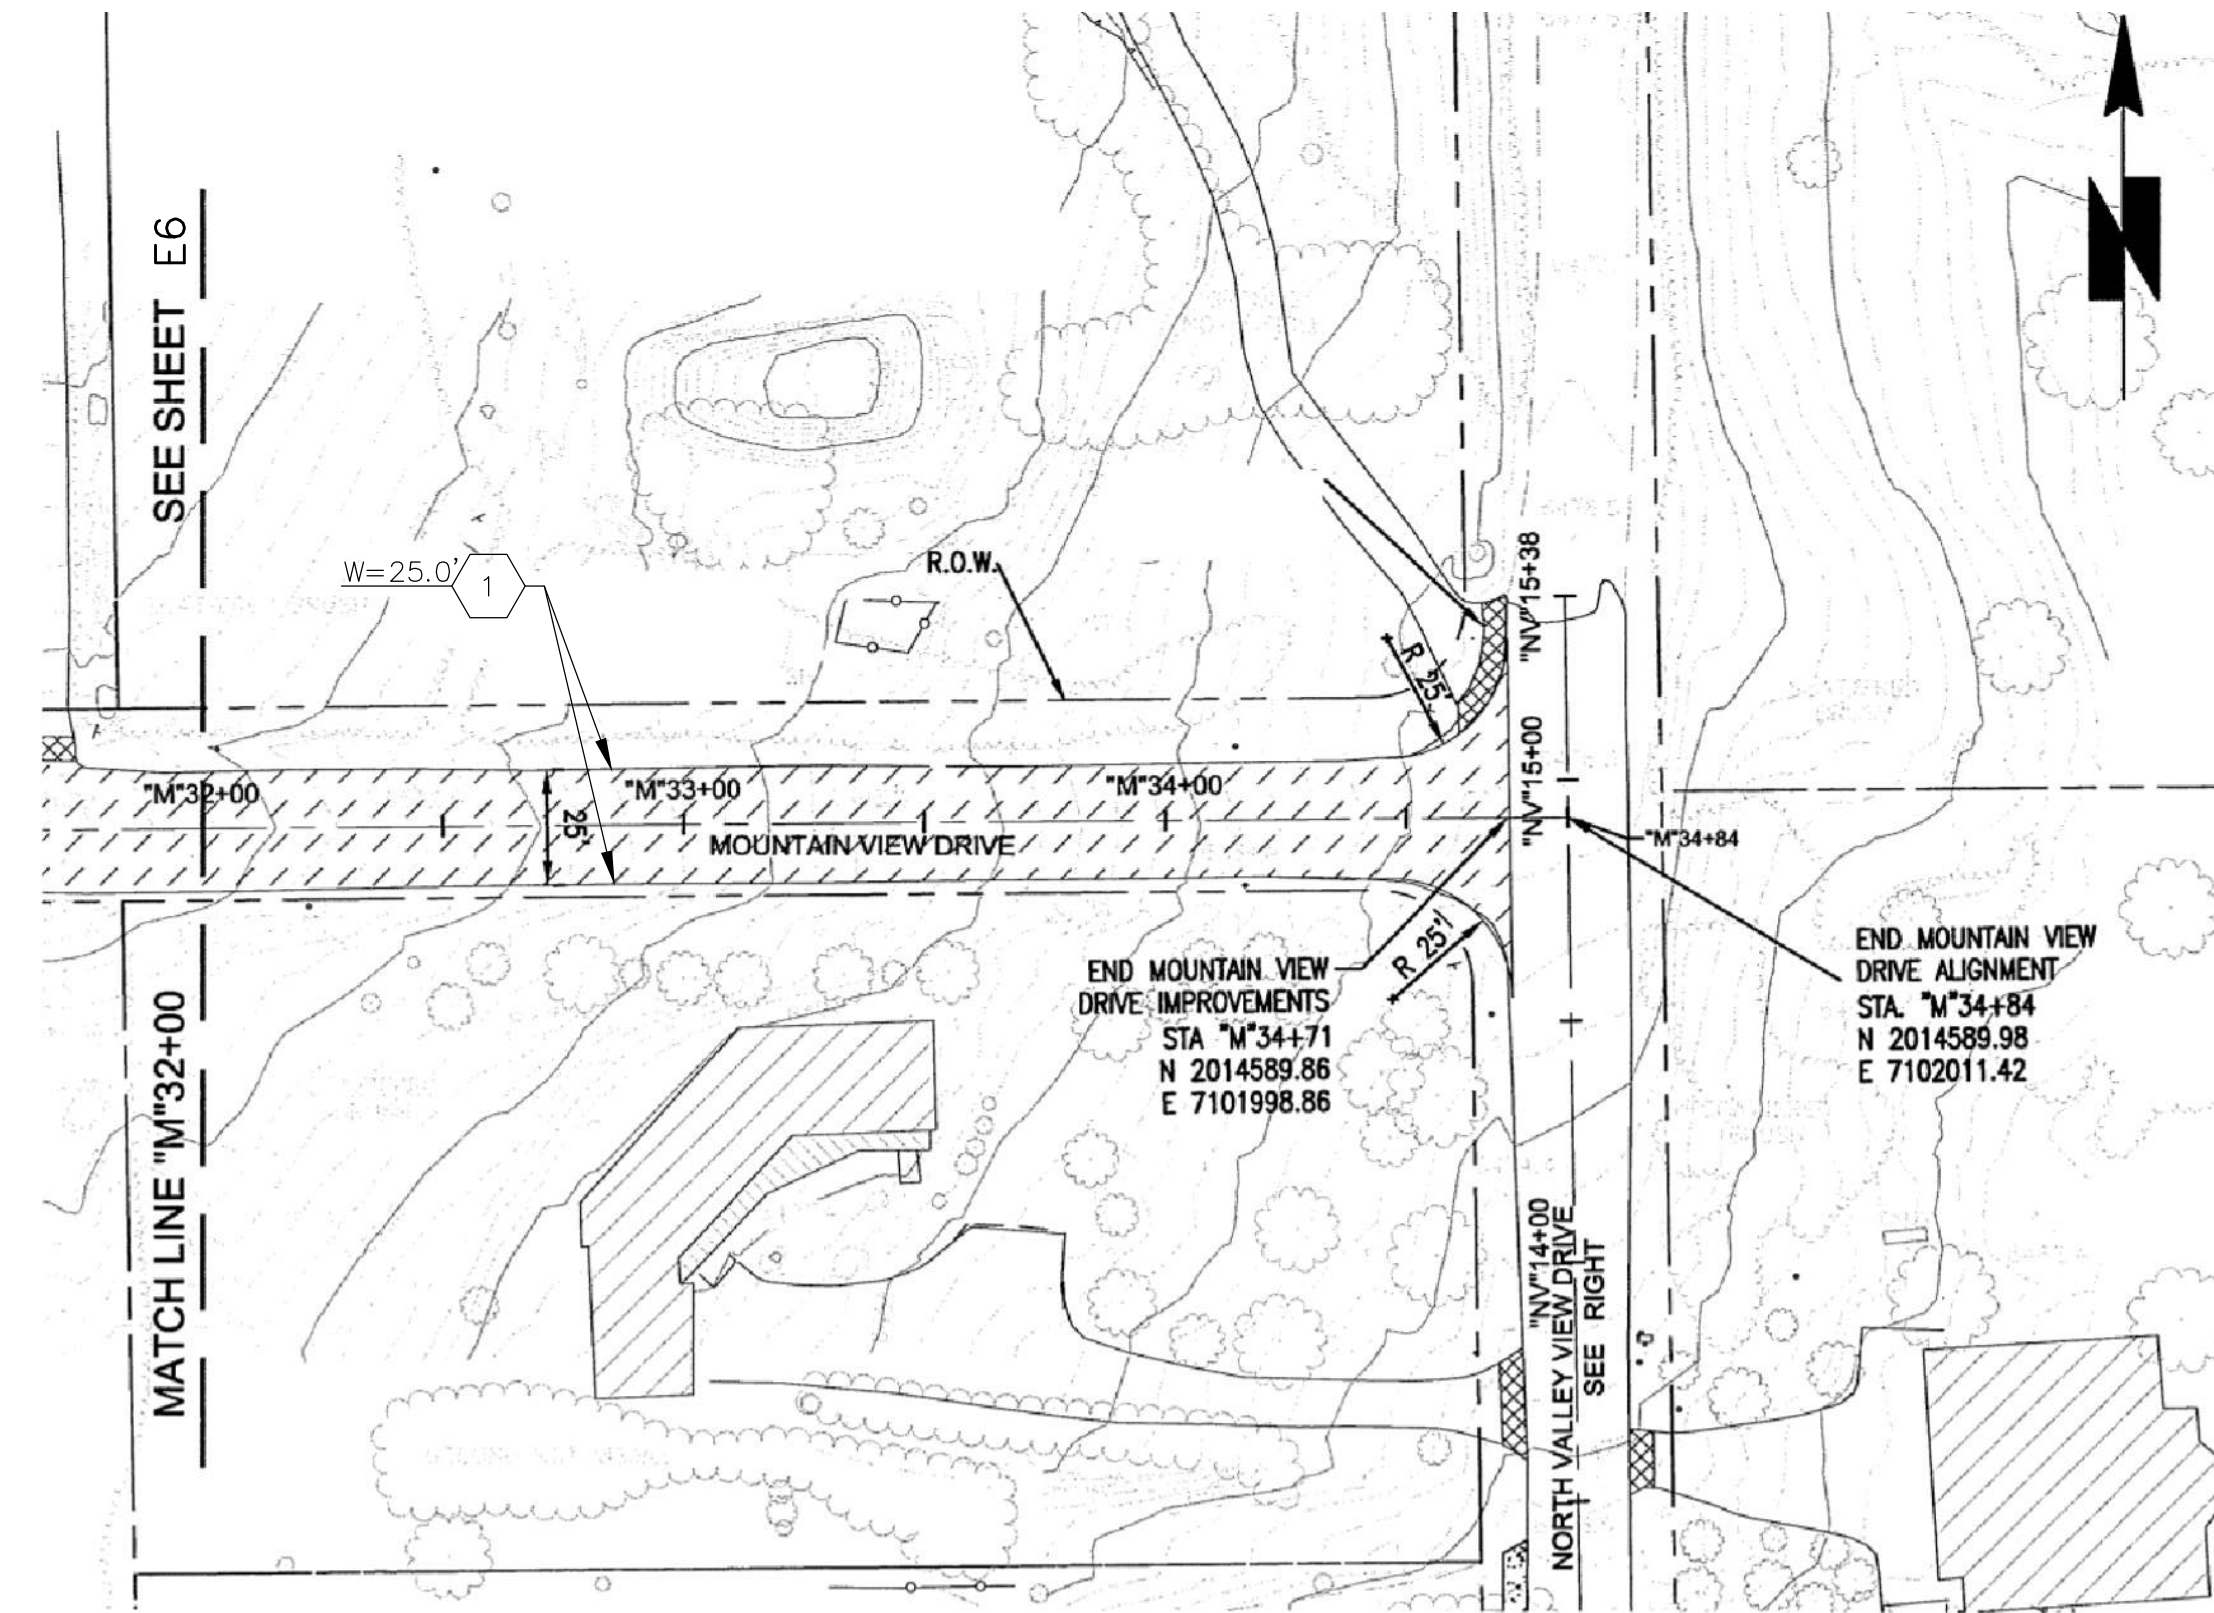 SEE SHEET E6
MATCH LINE "M"32+00
W=25.0'
1
R.O.W.
R 25'
"NV"15+38
"NV"15+00
"M"32+00
"M"33+00
"M"34+00
25'
MOUNTAIN VIEW DRIVE
"M"34+84
R 25'
END MOUNTAIN VIEW
DRIVE IMPROVEMENTS
STA "M"34+71
N 2014589.86
E 7101998.86
END MOUNTAIN VIEW
DRIVE ALIGNMENT
STA. "M"34+84
N 2014589.98
E 7102011.42
"NV"14+00
NORTH VALLEY VIEW DRIVE
SEE RIGHT
N